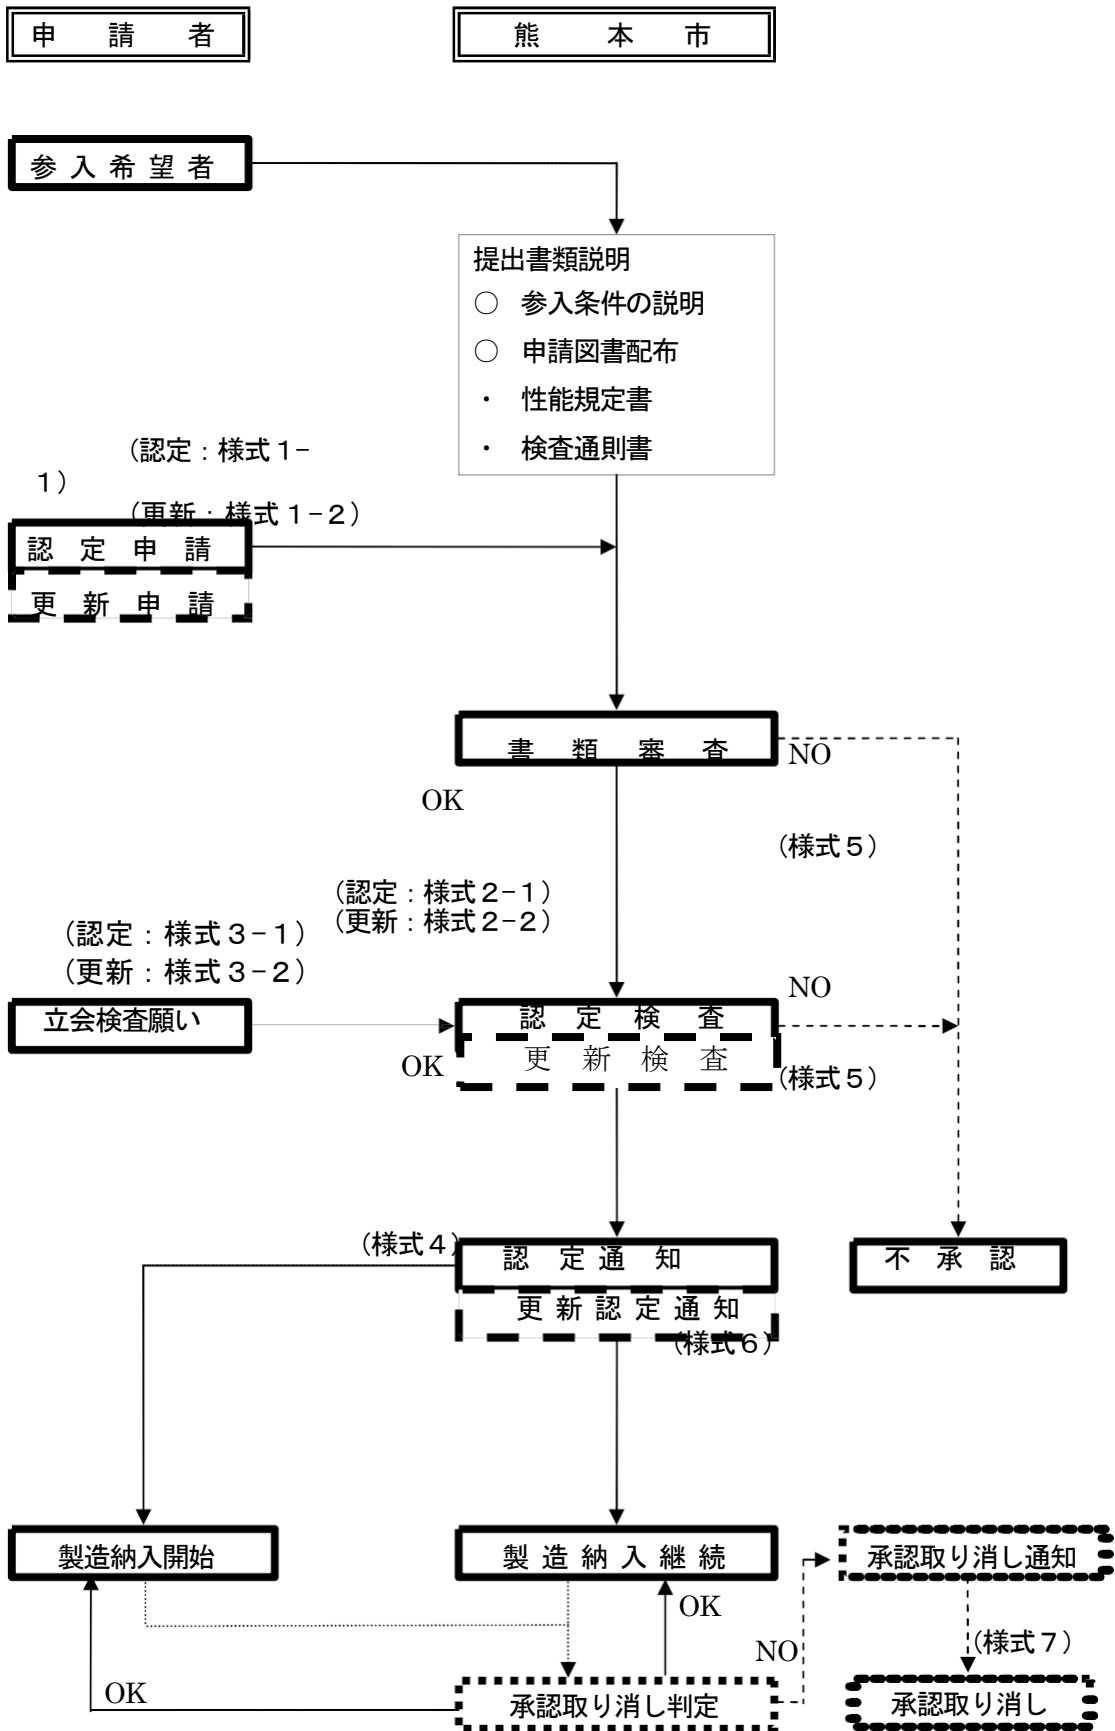 申請者
熊本市
参入希望者
提出書類説明
○ 参入条件の説明
○ 申請図書配布
・ 性能規定書
・ 検査通則書
（認定：様式１−
１）
（更新：様式１−２）
認定申請
更新申請
書類審査
NO
OK
（様式５）
（認定：様式２−１）
（更新：様式２−２）
（認定：様式３−１）
（更新：様式３−２）
NO
立会検査願い
認定検査
更新検査
OK
（様式５）
（様式４）
認定通知
不承認
更新認定通知
（様式６）
製造納入開始
製造納入継続
承認取り消し通知
OK
NO
（様式７）
OK
承認取り消し判定
承認取り消し